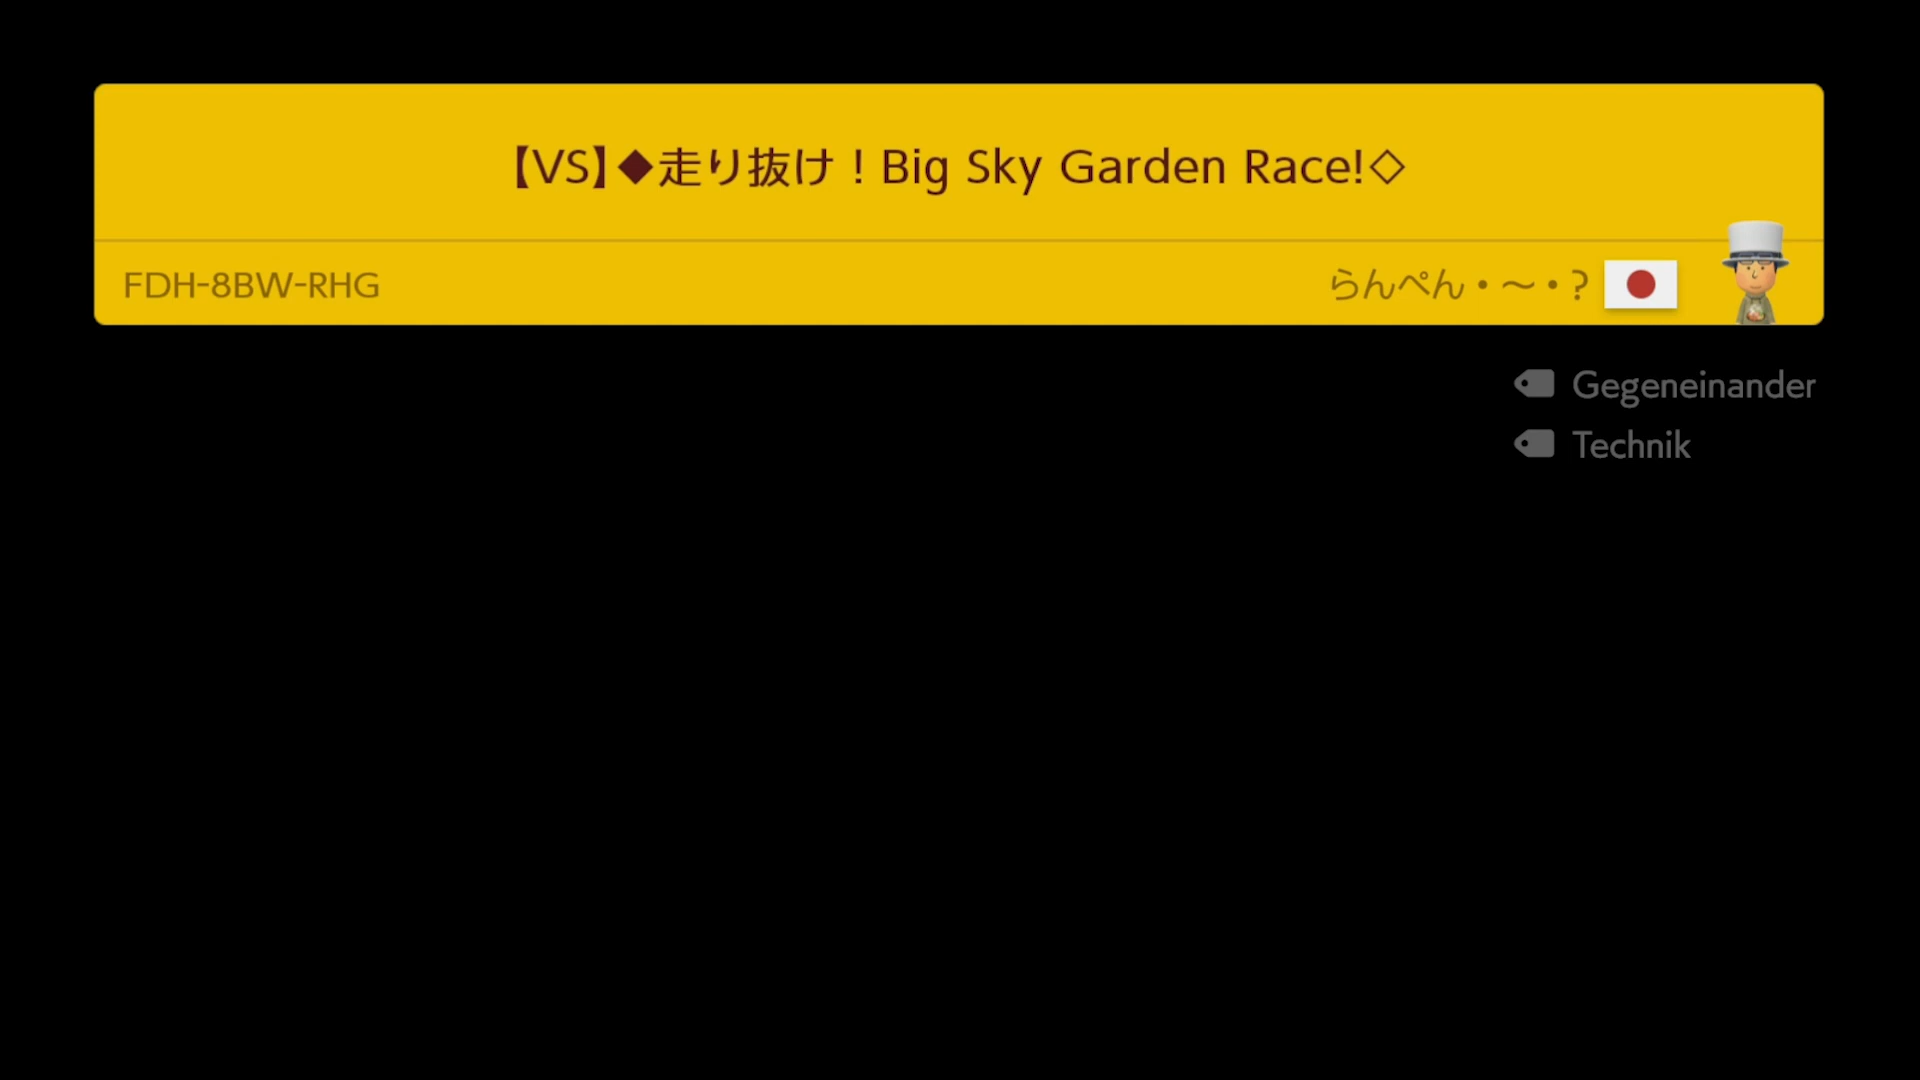 【VS】◆走り抜け！Big Sky Garden Race!◇
FDH-8BW-RHG
らんぺん・～・?
Gegeneinander
Technik